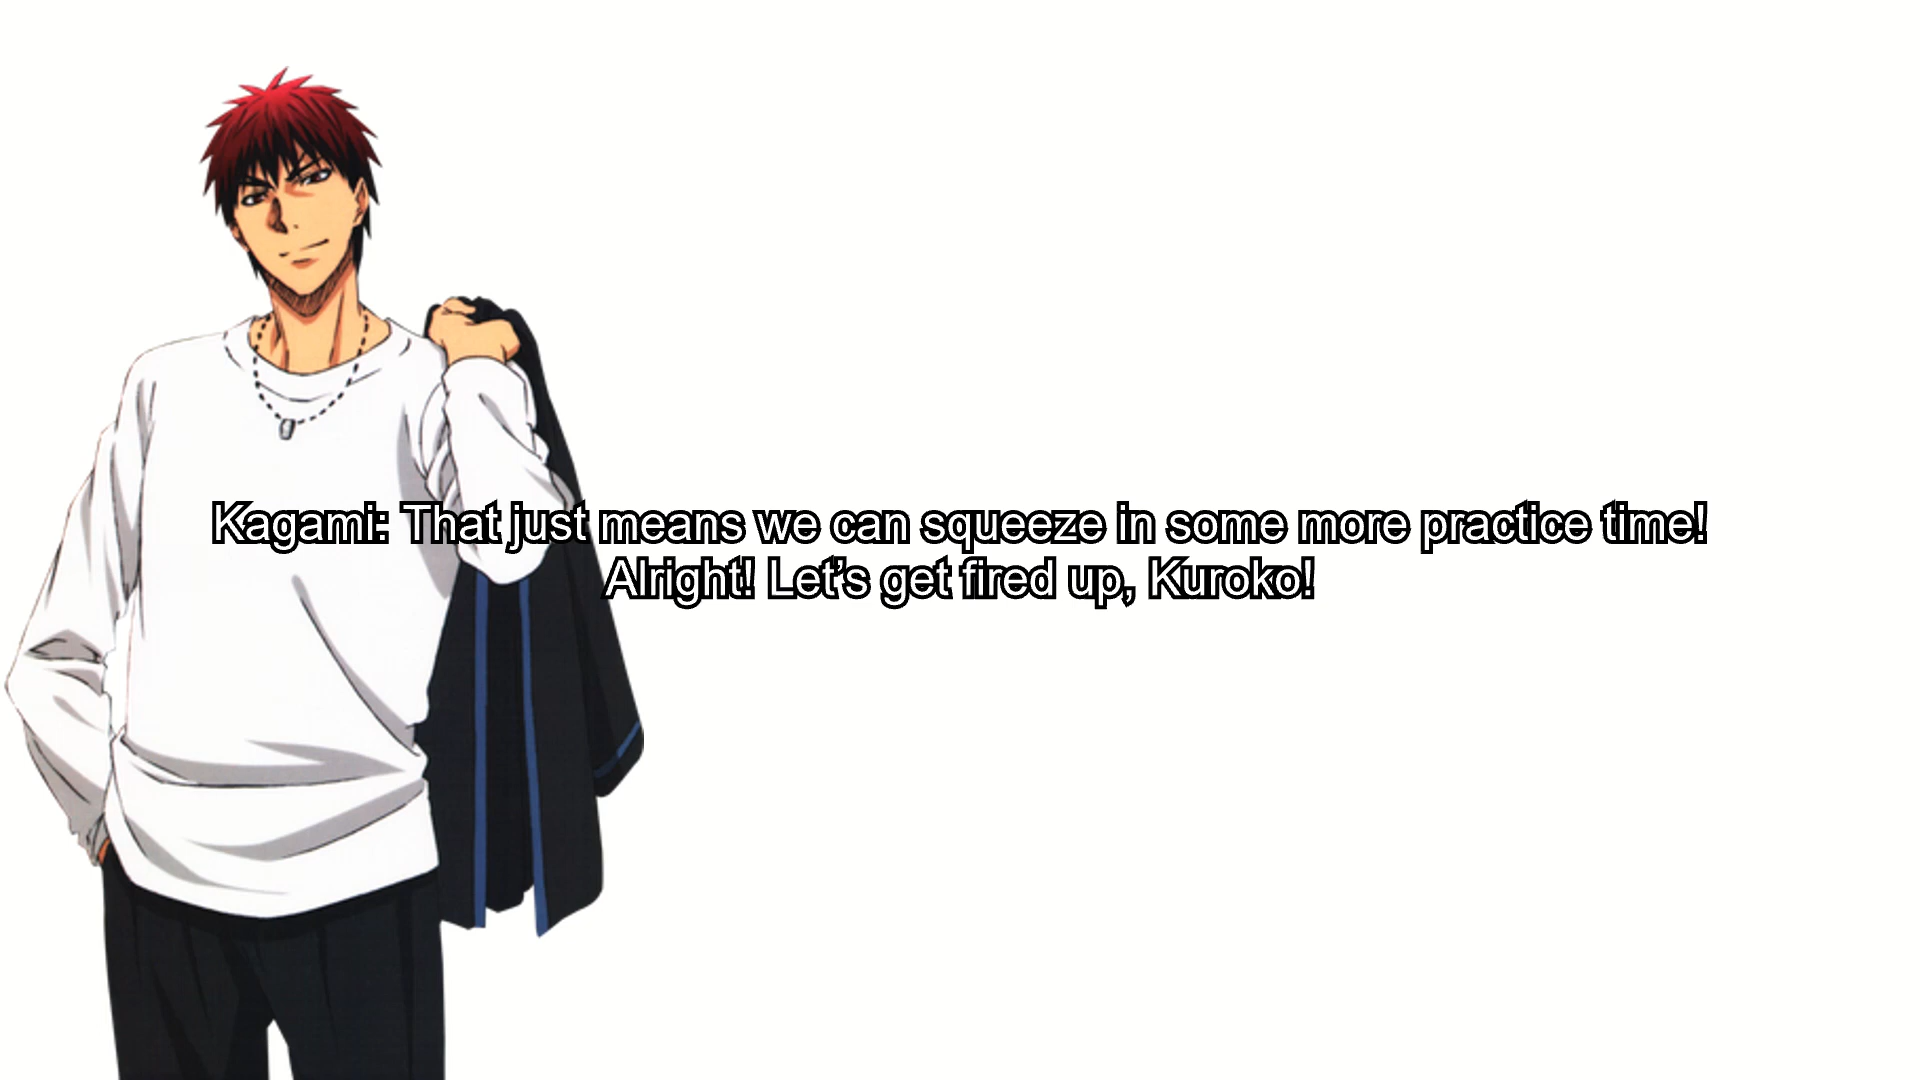 Kagami: That just means we can squeeze in some more practice time!
Alright! Let’s get fired up, Kuroko!